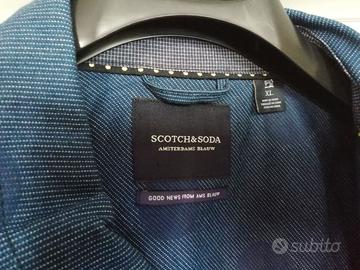 SCOTCH & SODA
AMSTERDAMS BLAUW
GOOD NEWS FROM AMS BLAUW
XL
subito